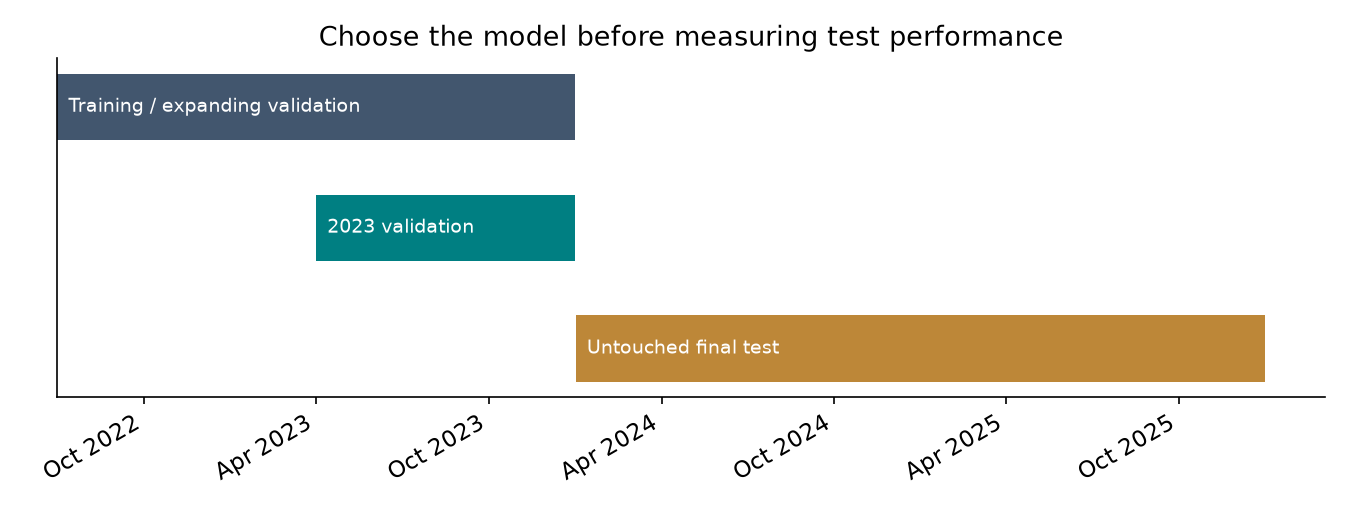 Choose the model before measuring test performance
Training / expanding validation
2023 validation
Untouched final test
Oct 2022
Apr 2023
Oct 2023
Apr 2024
Oct 2024
Apr 2025
Oct 2025